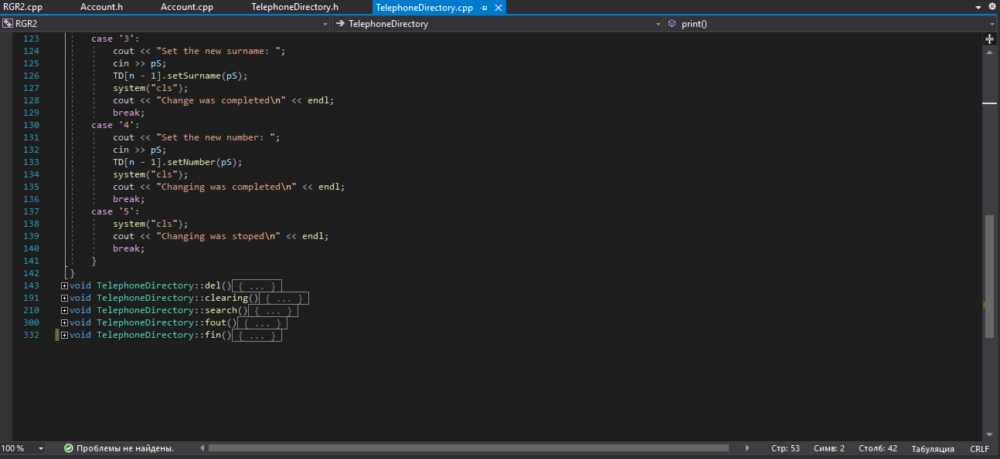 RGR2.cpp Account.h Account.cpp TelephoneDirectory.h TelephoneDirectory.cpp
RGR2 TelephoneDirectory print()
123 case '3':
124 cout << "Set the new surname: ";
125 cin >> pS;
126 TD[n - 1].setSurname(pS);
127 system("cls");
128 cout << "Change was completed\n" << endl;
129 break;
130 case '4':
131 cout << "Set the new number: ";
132 cin >> pS;
133 TD[n - 1].setNumber(pS);
134 system("cls");
135 cout << "Changing was completed\n" << endl;
136 break;
137 case '5':
138 system("cls");
139 cout << "Changing was stoped\n" << endl;
140 break;
141 }
142 }
143 void TelephoneDirectory::del(){ ... }
191 void TelephoneDirectory::clearing(){ ... }
210 void TelephoneDirectory::search(){ ... }
300 void TelephoneDirectory::fout(){ ... }
332 void TelephoneDirectory::fin(){ ... }
100 % Проблемы не найдены. Стр: 53 Симв: 2 Столб: 42 Табуляция CRLF